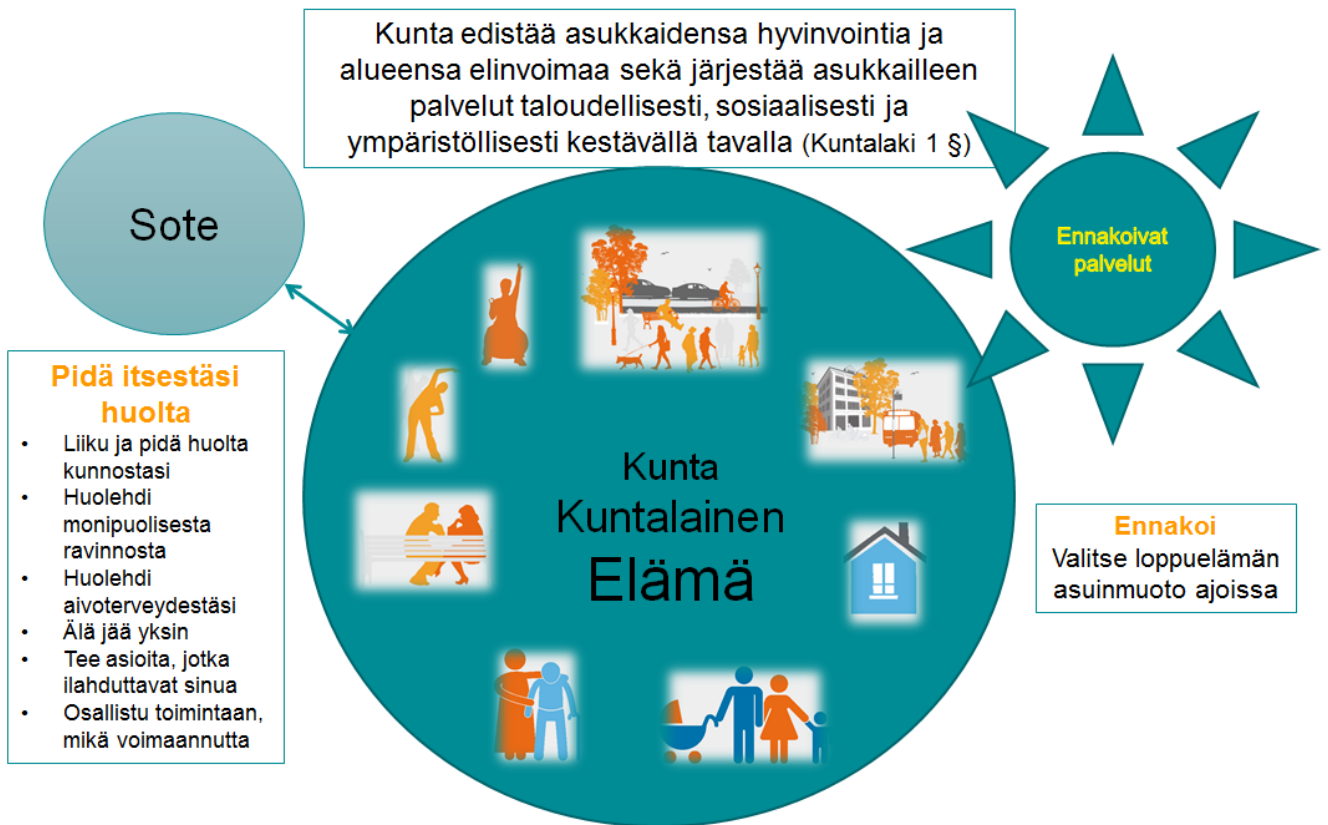 Kunta edistää asukkaidensa hyvinvointia ja
alueensa elinvoimaa sekä järjestää asukkailleen
palvelut taloudellisesti, sosiaalisesti ja
ympäristöllisesti kestävällä tavalla (Kuntalaki 1 §)
Sote
Ennakoivat
palvelut
Pidä itsestäsi
huolta
• Liiku ja pidä huolta
kunnostasi
• Huolehdi
monipuolisesta
ravinnosta
• Huolehdi
aivoterveydestäsi
• Älä jää yksin
• Tee asioita, jotka
ilahduttavat sinua
• Osallistu toimintaan,
mikä voimaannutta
Kunta
Kuntalainen
Elämä
Ennakoi
Valitse loppuelämän
asuinmuoto ajoissa